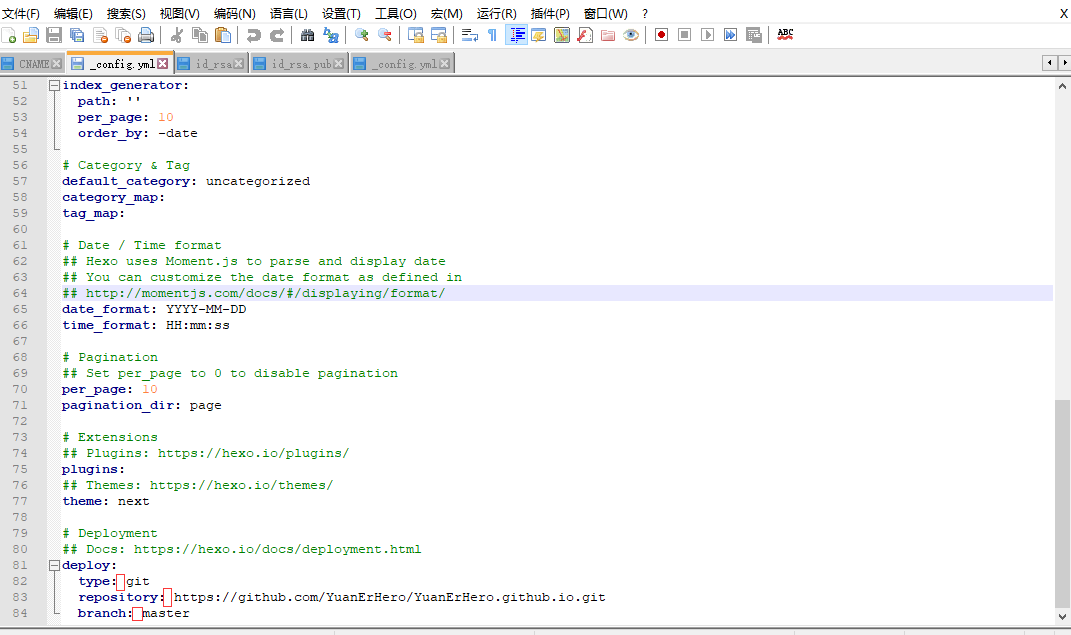 文件(F) 编辑(E) 搜索(S) 视图(V) 编码(N) 语言(L) 设置(T) 工具(O) 宏(M) 运行(R) 插件(P) 窗口(W) ? X
ABC
CNAME _config.yml id_rsa id_rsa.pub _config.yml
51 index_generator:
52 path: ''
53 per_page: 10
54 order_by: -date
55
56 # Category & Tag
57 default_category: uncategorized
58 category_map:
59 tag_map:
60
61 # Date / Time format
62 ## Hexo uses Moment.js to parse and display date
63 ## You can customize the date format as defined in
64 ## http://momentjs.com/docs/#/displaying/format/
65 date_format: YYYY-MM-DD
66 time_format: HH:mm:ss
67
68 # Pagination
69 ## Set per_page to 0 to disable pagination
70 per_page: 10
71 pagination_dir: page
72
73 # Extensions
74 ## Plugins: https://hexo.io/plugins/
75 plugins:
76 ## Themes: https://hexo.io/themes/
77 theme: next
78
79 # Deployment
80 ## Docs: https://hexo.io/docs/deployment.html
81 deploy:
82 type: git
83 repository: https://github.com/YuanErHero/YuanErHero.github.io.git
84 branch: master